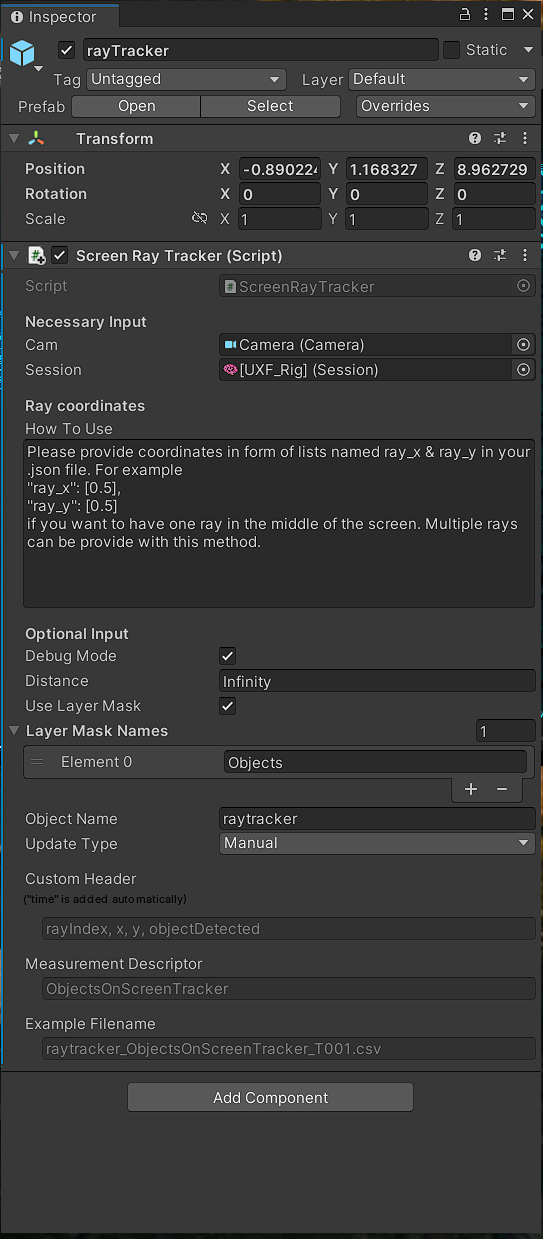 Inspector
rayTracker
Static
Tag Untagged Layer Default
Prefab Open Select Overrides
Transform
Position X -0.890224 Y 1.168327 Z 8.962729
Rotation X 0 Y 0 Z 0
Scale X 1 Y 1 Z 1
Screen Ray Tracker (Script)
Script ScreenRayTracker
Necessary Input
Cam Camera (Camera)
Session [UXF_Rig] (Session)
Ray coordinates
How To Use
Please provide coordinates in form of lists named ray_x & ray_y in your
.json file. For example
"ray_x": [0.5],
"ray_y": [0.5]
if you want to have one ray in the middle of the screen. Multiple rays
can be provide with this method.
Optional Input
Debug Mode
Distance Infinity
Use Layer Mask
Layer Mask Names 1
Element 0 Objects
+ −
Object Name raytracker
Update Type Manual
Custom Header
("time" is added automatically)
rayIndex, x, y, objectDetected
Measurement Descriptor
ObjectsOnScreenTracker
Example Filename
raytracker_ObjectsOnScreenTracker_T001.csv
Add Component